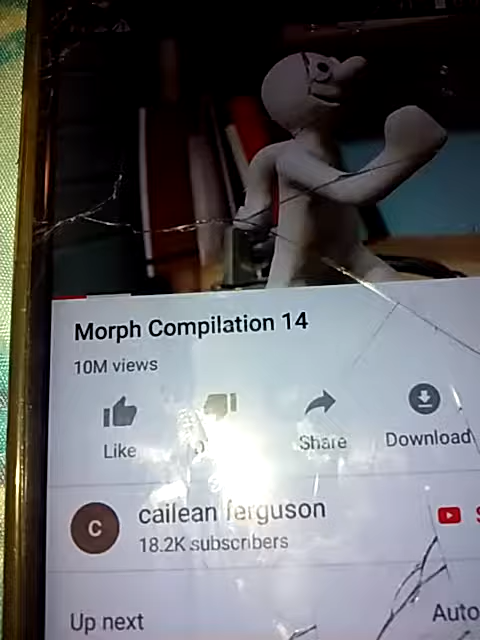 Morph Compilation 14
10M views
Like
Share
Download
C
cailean ferguson
18.2K subscribers
Up next
Auto